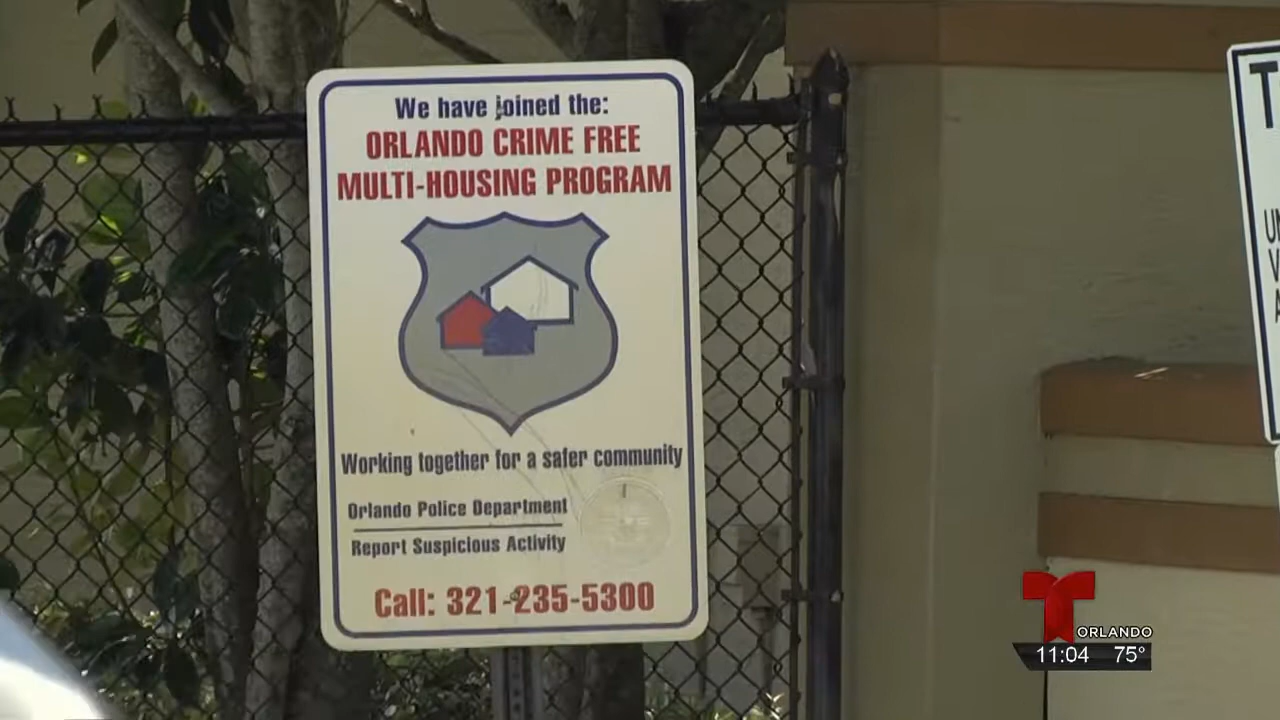 We have joined the:
ORLANDO CRIME FREE
MULTI-HOUSING PROGRAM
Working together for a safer community
Orlando Police Department
Report Suspicious Activity
Call: 321-235-5300
T
ORLANDO
11:04 75°